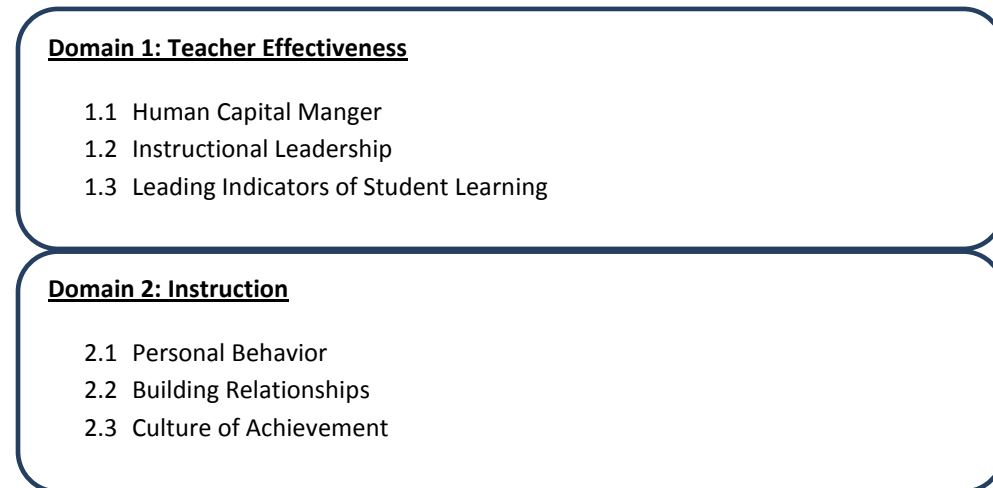 Domain 1: Teacher Effectiveness
1.1 Human Capital Manger
1.2 Instructional Leadership
1.3 Leading Indicators of Student Learning
Domain 2: Instruction
2.1 Personal Behavior
2.2 Building Relationships
2.3 Culture of Achievement